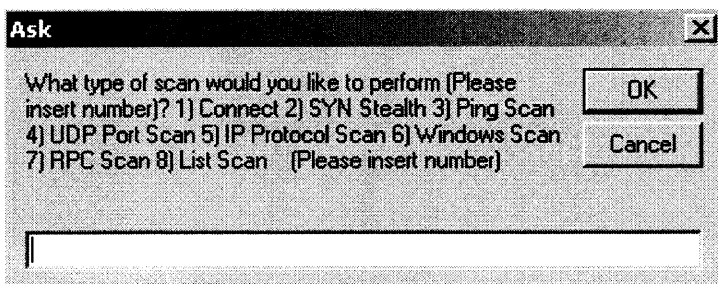 Ask
What type of scan would you like to perform (Please
insert number)? 1) Connect 2) SYN Stealth 3) Ping Scan
4) UDP Port Scan 5) IP Protocol Scan 6) Windows Scan
7) RPC Scan 8) List Scan (Please insert number)
OK
Cancel